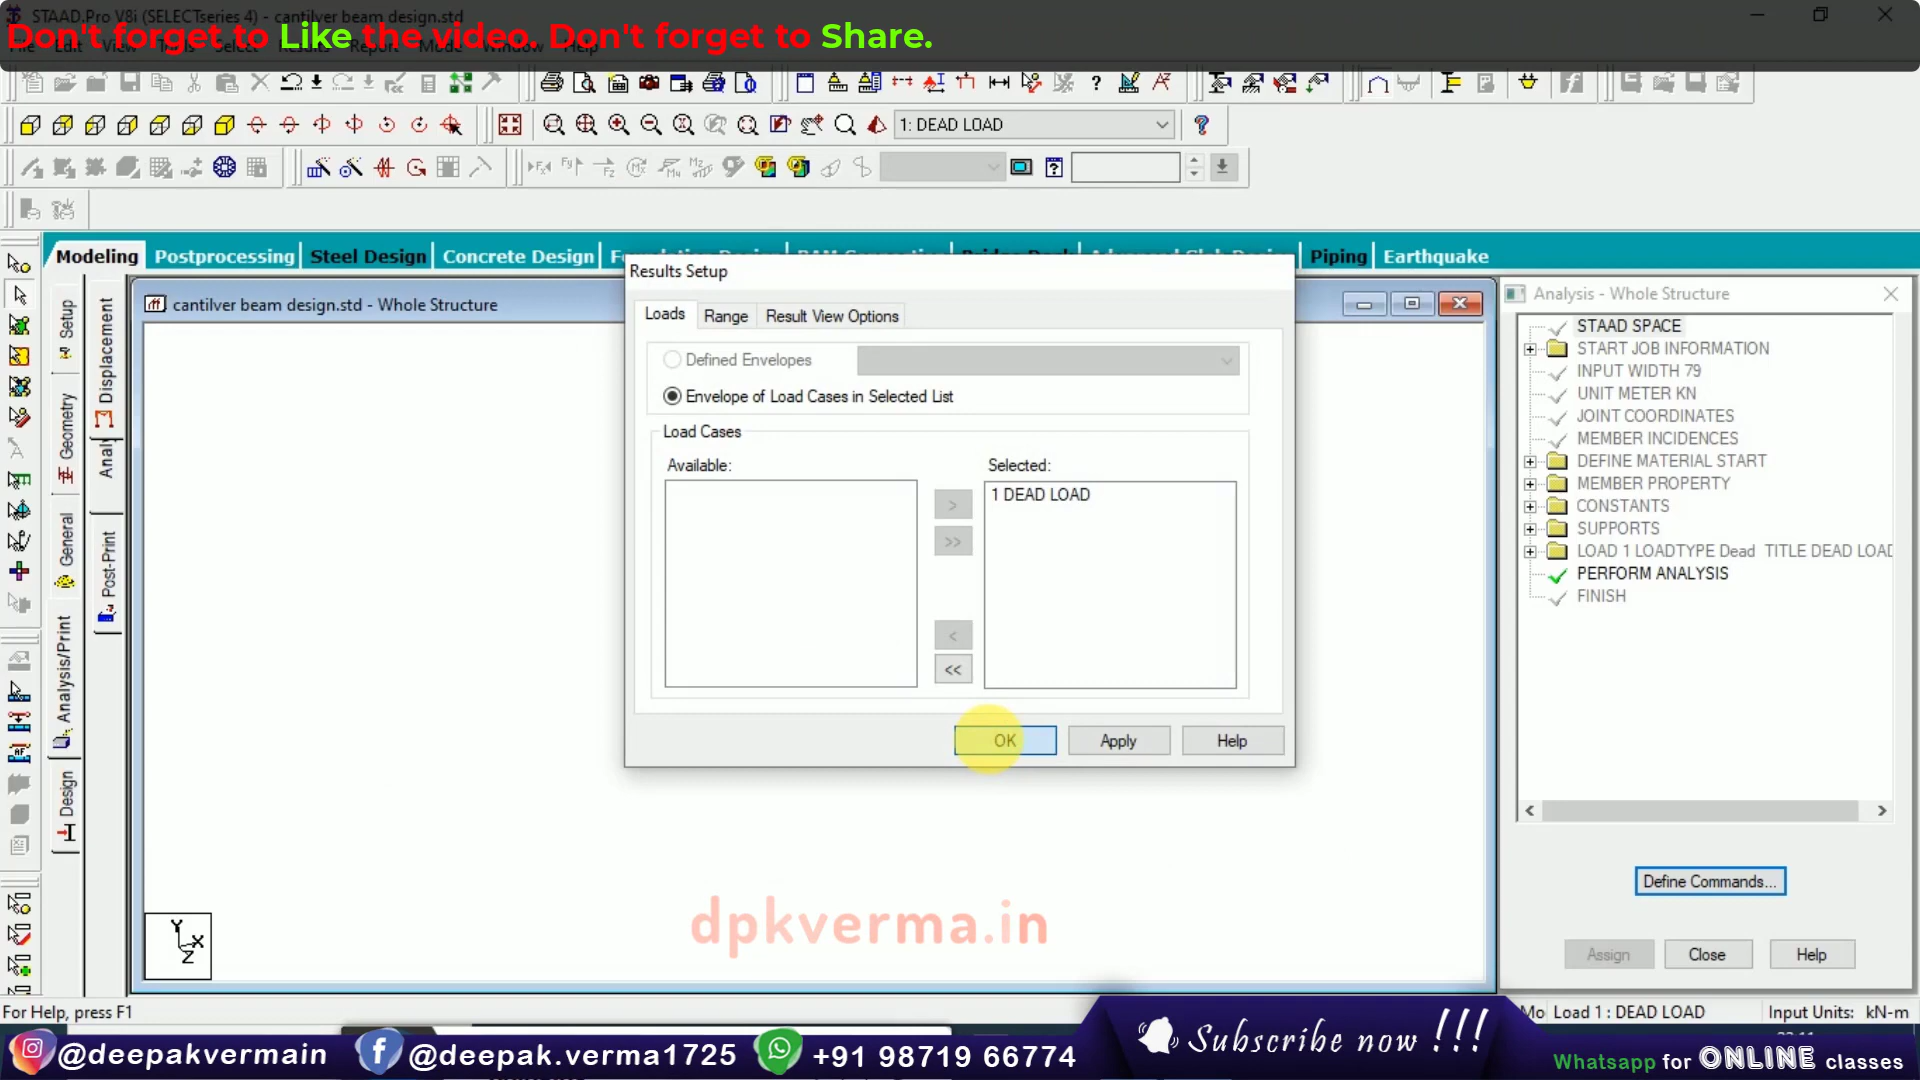 STAAD.Pro V8i (SELECTseries 4) - cantilver beam design.std
Don't forget to Like the video. Don't forget to Share.
1: DEAD LOAD
Modeling
Postprocessing
Steel Design
Concrete Design
Piping
Earthquake
Setup
Geometry
General
Analysis/Print
Design
Displacement
Post-Print
cantilver beam design.std - Whole Structure
Results Setup
Loads
Range
Result View Options
Defined Envelopes
Envelope of Load Cases in Selected List
Load Cases
Available:
Selected:
1 DEAD LOAD
>
>>
<
<<
OK
Apply
Help
Analysis - Whole Structure
STAAD SPACE
START JOB INFORMATION
INPUT WIDTH 79
UNIT METER KN
JOINT COORDINATES
MEMBER INCIDENCES
DEFINE MATERIAL START
MEMBER PROPERTY
CONSTANTS
SUPPORTS
LOAD 1 LOADTYPE Dead TITLE DEAD LOAD
PERFORM ANALYSIS
FINISH
Define Commands...
Assign
Close
Help
Y
X
Z
dpkverma.in
For Help, press F1
Load 1 : DEAD LOAD
Input Units: kN-m
@deepakvermain
@deepak.verma1725
+91 98719 66774
Subscribe now !!!
Whatsapp for ONLINE classes